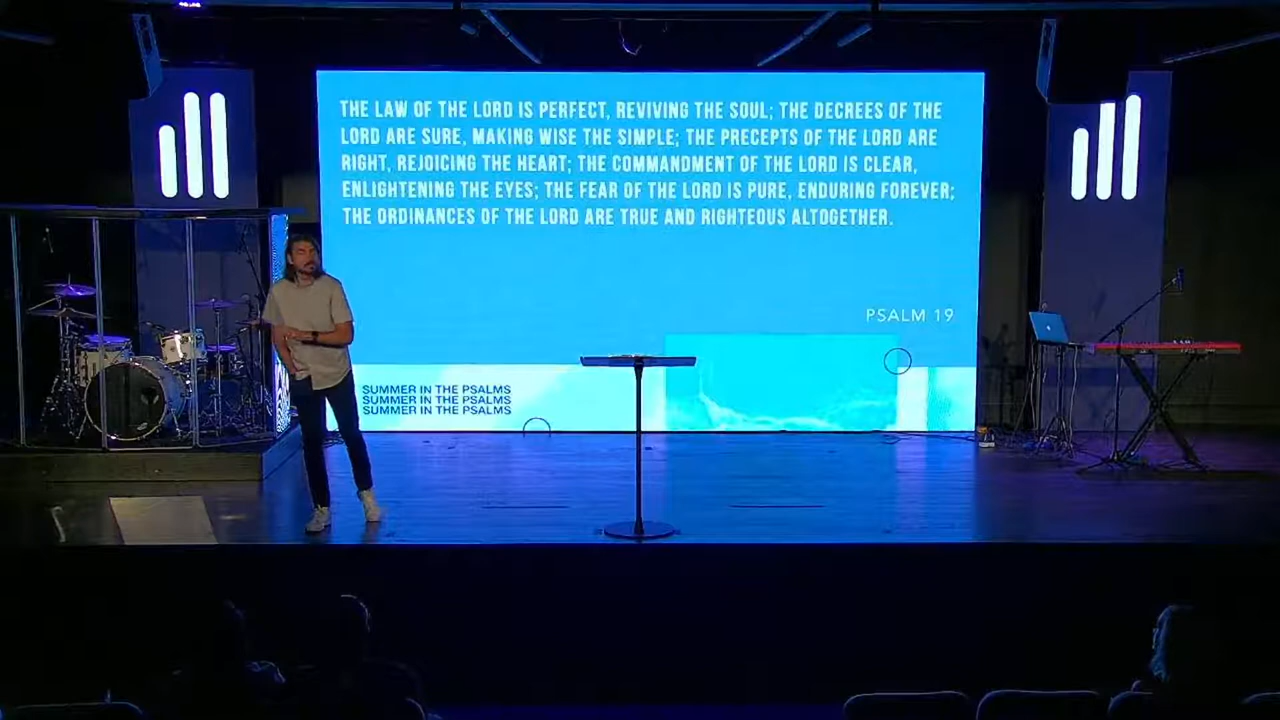 THE LAW OF THE LORD IS PERFECT, REVIVING THE SOUL; THE DECREES OF THE
LORD ARE SURE, MAKING WISE THE SIMPLE; THE PRECEPTS OF THE LORD ARE
RIGHT, REJOICING THE HEART; THE COMMANDMENT OF THE LORD IS CLEAR,
ENLIGHTENING THE EYES; THE FEAR OF THE LORD IS PURE, ENDURING FOREVER;
THE ORDINANCES OF THE LORD ARE TRUE AND RIGHTEOUS ALTOGETHER.
PSALM 19
SUMMER IN THE PSALMS
SUMMER IN THE PSALMS
SUMMER IN THE PSALMS